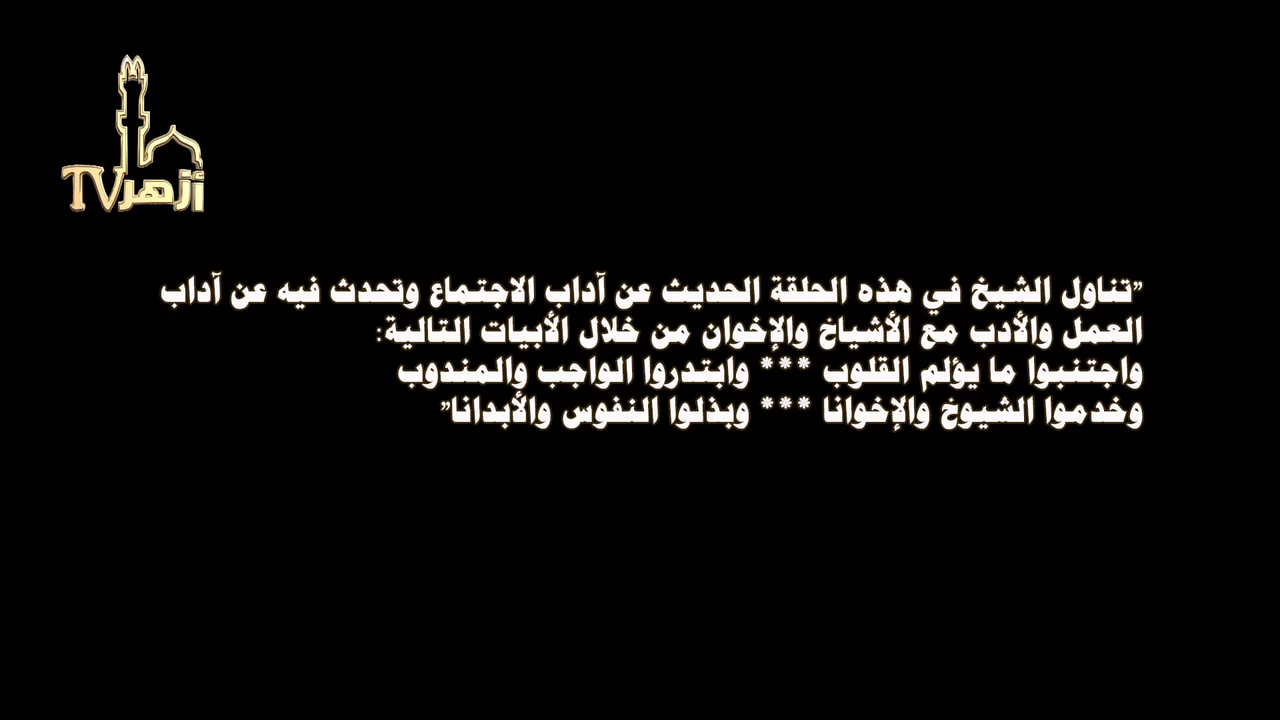 أزهر TV
”تناول الشيخ في هذه الحلقة الحديث عن آداب الاجتماع وتحدث فيه عن آداب
العمل والأدب مع الأشياخ والإخوان من خلال الأبيات التالية:
واجتنبوا ما يؤلم القلوب *** وابتدروا الواجب والمندوب
وخدموا الشيوخ والإخوانا *** وبذلوا النفوس والأبدانا”